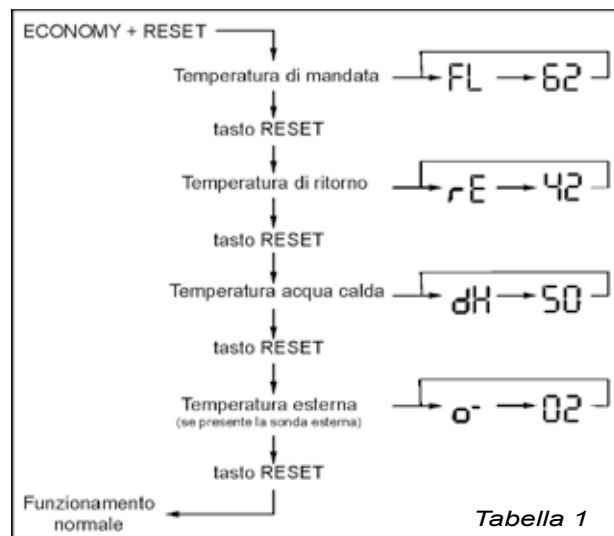 ECONOMY + RESET
Temperatura di mandata
FL
62
tasto RESET
Temperatura di ritorno
rE
42
tasto RESET
Temperatura acqua calda
dH
50
tasto RESET
Temperatura esterna
(se presente la sonda esterna)
o-
02
tasto RESET
Funzionamento
normale
Tabella 1